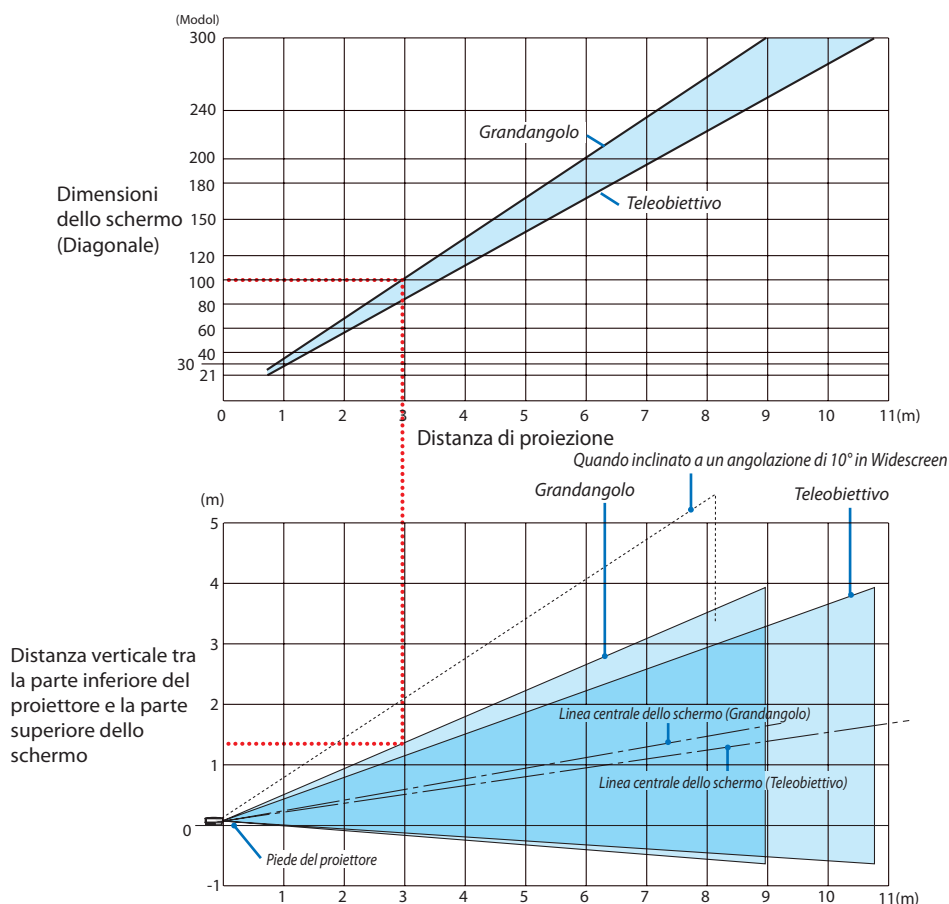 (Modol)
300
240
200
180
150
120
100
80
60
40
30
21
Grandangolo
Teleobiettivo
Dimensioni
dello schermo
(Diagonale)
0 1 2 3 4 5 6 7 8 9 10 11(m)
Distanza di proiezione
Quando inclinato a un angolazione di 10° in Widescreen
Grandangolo
Teleobiettivo
(m)
5
4
3
2
1
0
-1
Distanza verticale tra
la parte inferiore del
proiettore e la parte
superiore dello
schermo
Linea centrale dello schermo (Grandangolo)
Linea centrale dello schermo (Teleobiettivo)
Piede del proiettore
1 2 3 4 5 6 7 8 9 10 11(m)